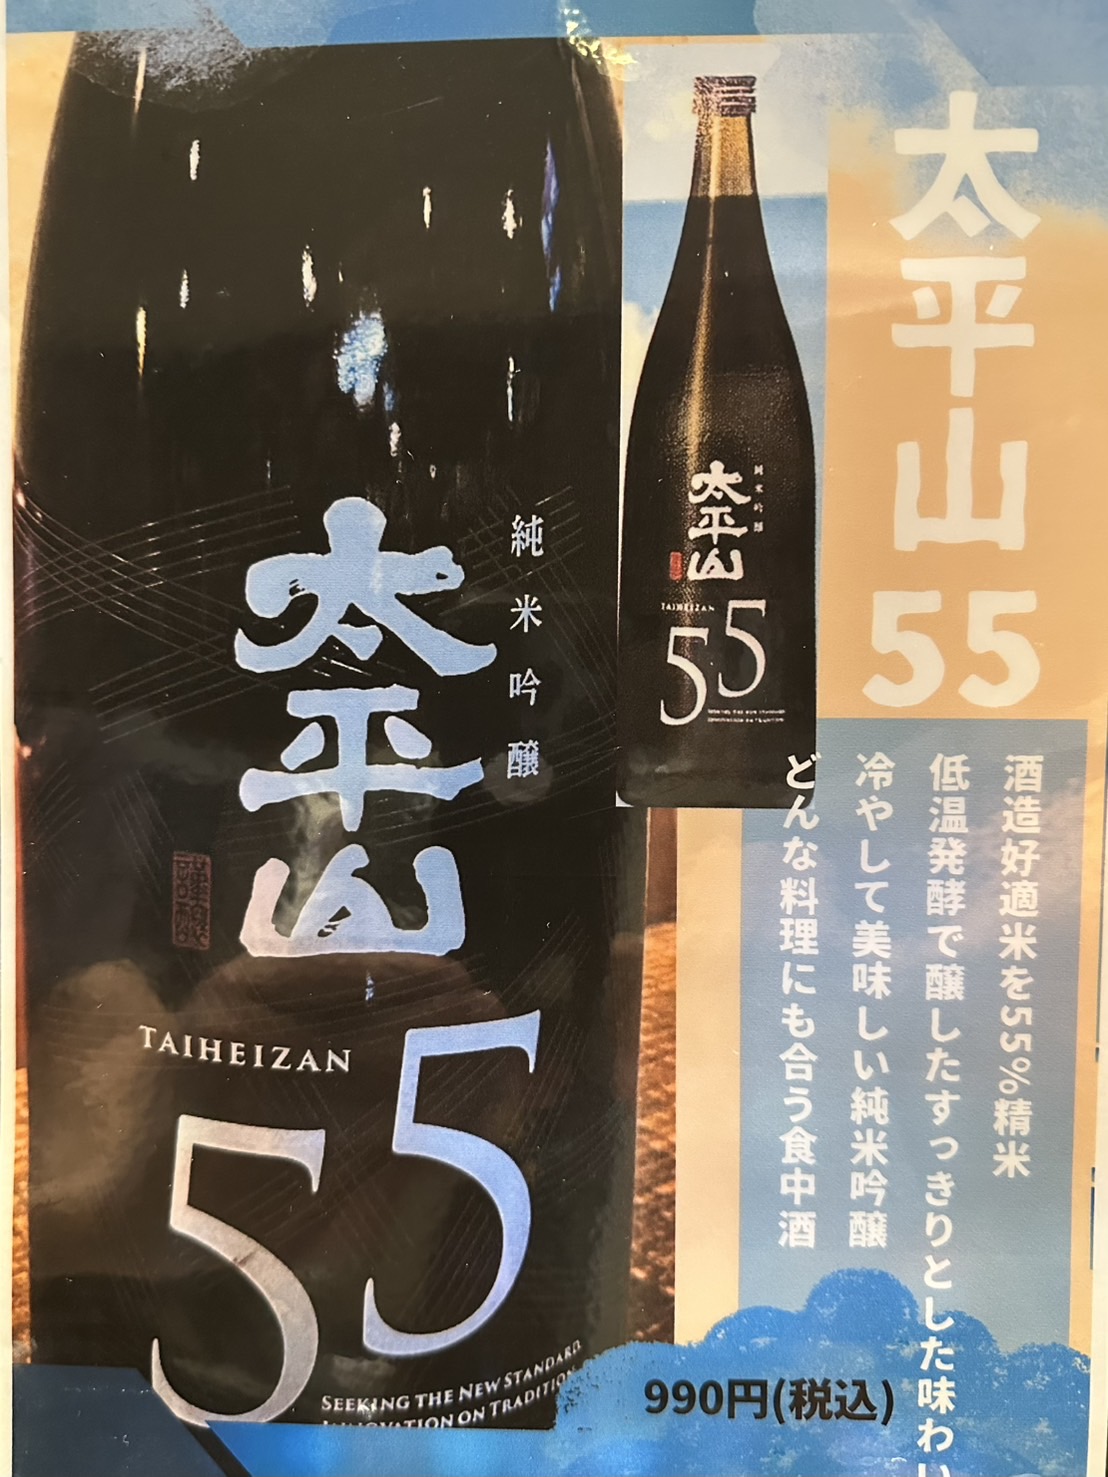 太平山
55
酒造好適米を55%精米
低温発酵で醸したすっきりとした味わい
冷やして美味しい純米吟醸
どんな料理にも合う食中酒
990円(税込)
純米吟醸
太平山
TAIHEIZAN
55
SEEKING THE NEW STANDARD
INNOVATION ON TRADITION
純米吟醸
太平山
TAIHEIZAN
55